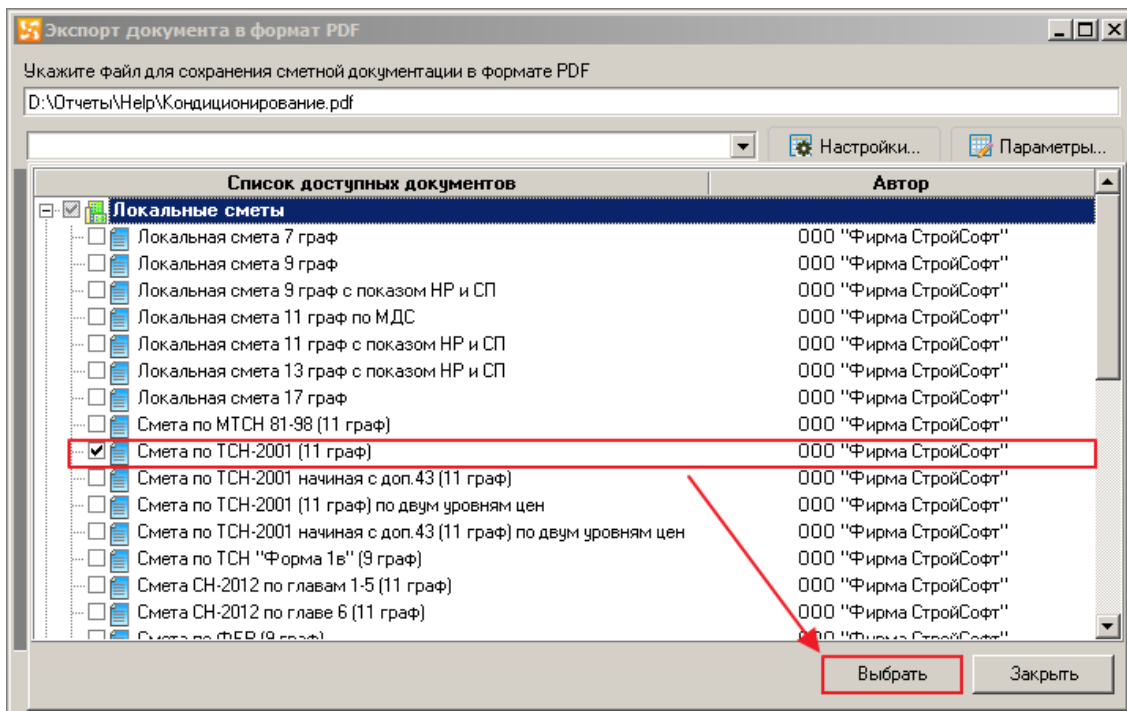 Экспорт документа в формат PDF
Укажите файл для сохранения сметной документации в формате PDF
D:\Отчеты\Help\Кондиционирование.pdf
Настройки... Параметры...
Список доступных документов Автор
Локальные сметы
Локальная смета 7 граф ООО "Фирма СтройСофт"
Локальная смета 9 граф ООО "Фирма СтройСофт"
Локальная смета 9 граф с показом НР и СП ООО "Фирма СтройСофт"
Локальная смета 11 граф по МДС ООО "Фирма СтройСофт"
Локальная смета 11 граф с показом НР и СП ООО "Фирма СтройСофт"
Локальная смета 13 граф с показом НР и СП ООО "Фирма СтройСофт"
Локальная смета 17 граф ООО "Фирма СтройСофт"
Смета по МТСН 81-98 (11 граф) ООО "Фирма СтройСофт"
Смета по ТСН-2001 (11 граф) ООО "Фирма СтройСофт"
Смета по ТСН-2001 начиная с доп.43 (11 граф) ООО "Фирма СтройСофт"
Смета по ТСН-2001 (11 граф) по двум уровням цен ООО "Фирма СтройСофт"
Смета по ТСН-2001 начиная с доп.43 (11 граф) по двум уровням цен ООО "Фирма СтройСофт"
Смета по ТСН "Форма 1в" (9 граф) ООО "Фирма СтройСофт"
Смета СН-2012 по главам 1-5 (11 граф) ООО "Фирма СтройСофт"
Смета СН-2012 по главе 6 (11 граф) ООО "Фирма СтройСофт"
Смета по ФЕР (9 граф) ООО "Фирма СтройСофт"
Выбрать Закрыть